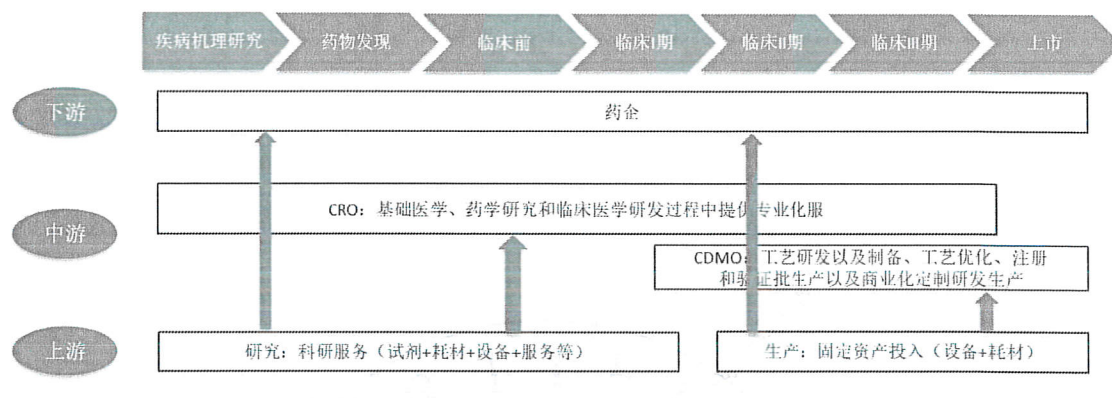 疾病机理研究 药物发现 临床前 临床I期 临床II期 临床III期 上市
下游 药企
中游 CRO：基础医学、药学研究和临床医学研发过程中提供专业化服
CDMO：工艺研发以及制备、工艺优化、注册
和验证批生产以及商业化定制研发生产
上游 研究：科研服务（试剂+耗材+设备+服务等） 生产：固定资产投入（设备+耗材）